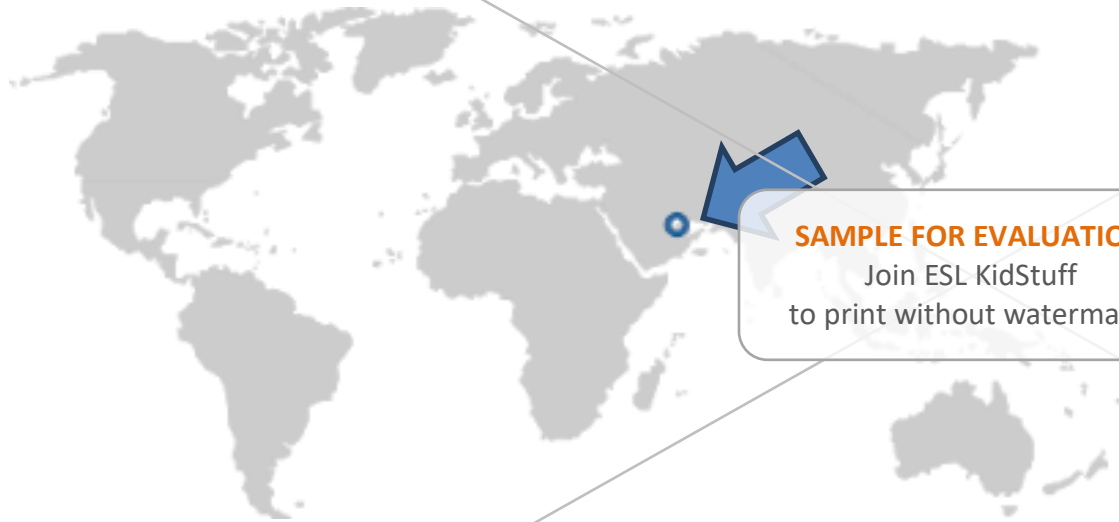 SAMPLE FOR EVALUATIO
Join ESL KidStuff
to print without waterma